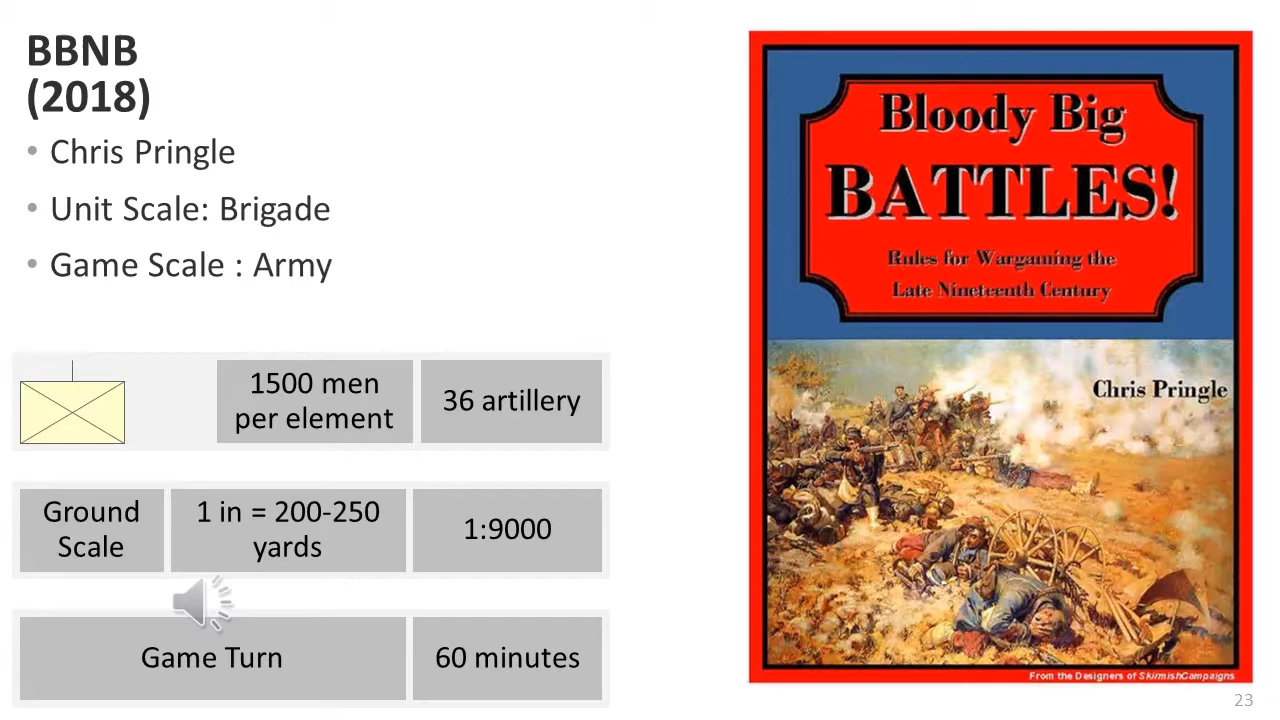 BBNB
(2018)
• Chris Pringle
• Unit Scale: Brigade
• Game Scale : Army
1500 men
per element
36 artillery
Ground
Scale
1 in = 200-250
yards
1:9000
Game Turn
60 minutes
Bloody Big
BATTLES!
Rules for Wargaming the
Late Nineteenth Century
Chris Pringle
From the Designers of SkirmishCampaigns
23